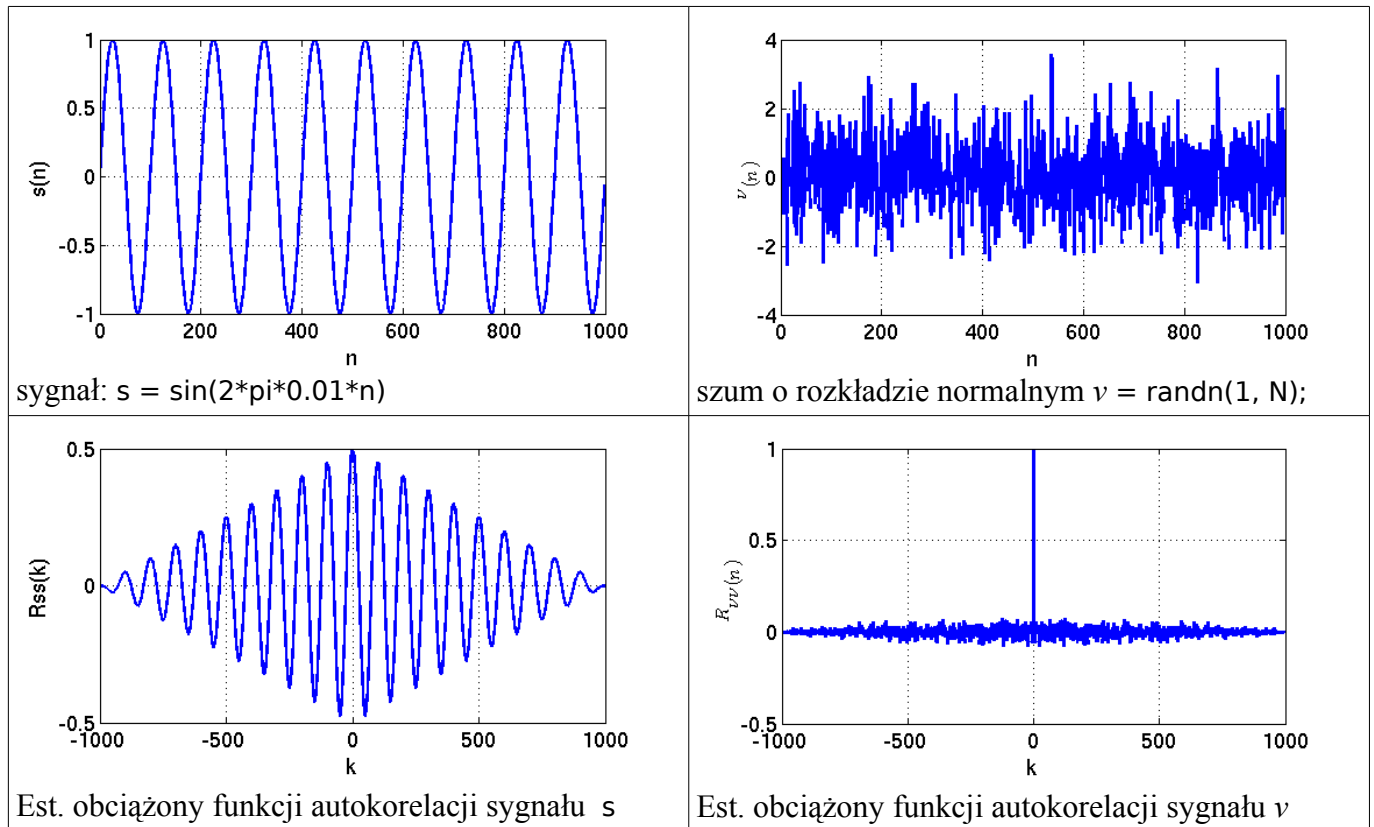 1
0.5
0
-0.5
-1
s(n)
0 200 400 600 800 1000
n
sygnał: s = sin(2*pi*0.01*n)
4
2
0
-2
-4
ν(n)
0 200 400 600 800 1000
n
szum o rozkładzie normalnym ν = randn(1, N);
0.5
0
-0.5
Rss(k)
-1000 -500 0 500 1000
k
Est. obciążony funkcji autokorelacji sygnału s
1
0.5
0
-0.5
Rνν(n)
-1000 -500 0 500 1000
k
Est. obciążony funkcji autokorelacji sygnału ν